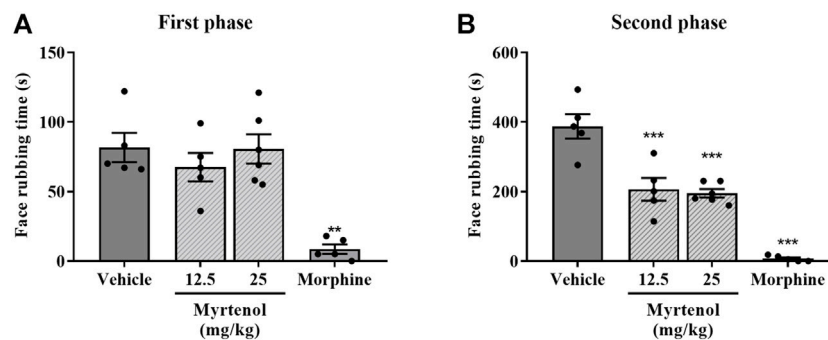 A
First phase
Face rubbing time (s)
150
100
50
0
**
Vehicle
12.5
25
Morphine
Myrtenol
(mg/kg)
B
Second phase
Face rubbing time (s)
600
400
200
0
***
***
***
Vehicle
12.5
25
Morphine
Myrtenol
(mg/kg)